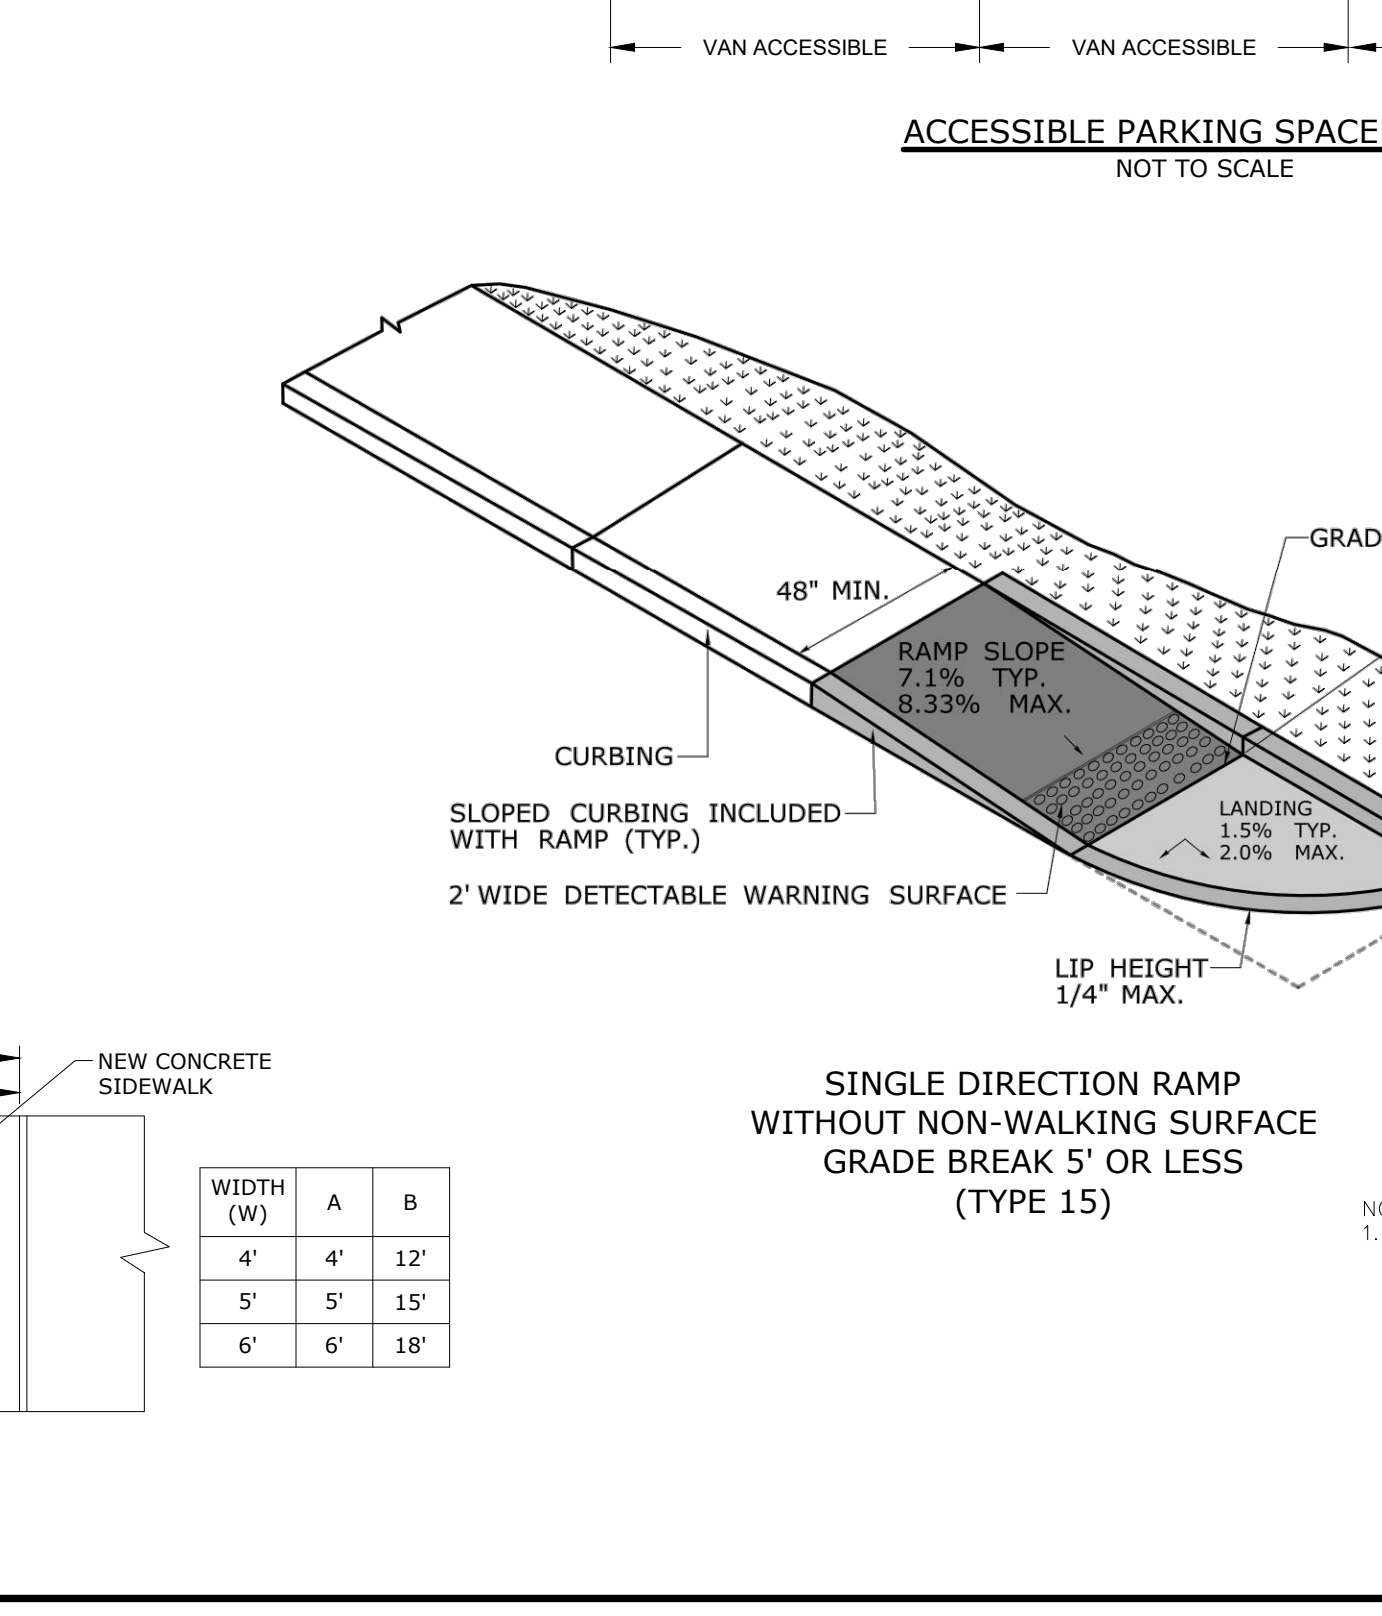 VAN ACCESSIBLE VAN ACCESSIBLE
ACCESSIBLE PARKING SPACE
NOT TO SCALE
GRAD
48" MIN.
RAMP SLOPE
7.1% TYP.
8.33% MAX.
CURBING
SLOPED CURBING INCLUDED
WITH RAMP (TYP.)
2' WIDE DETECTABLE WARNING SURFACE
LANDING
1.5% TYP.
2.0% MAX.
LIP HEIGHT
1/4" MAX.
NEW CONCRETE
SIDEWALK
SINGLE DIRECTION RAMP
WITHOUT NON-WALKING SURFACE
GRADE BREAK 5' OR LESS
(TYPE 15)
WIDTH
(W) A B
4' 4' 12'
5' 5' 15'
6' 6' 18'
1.